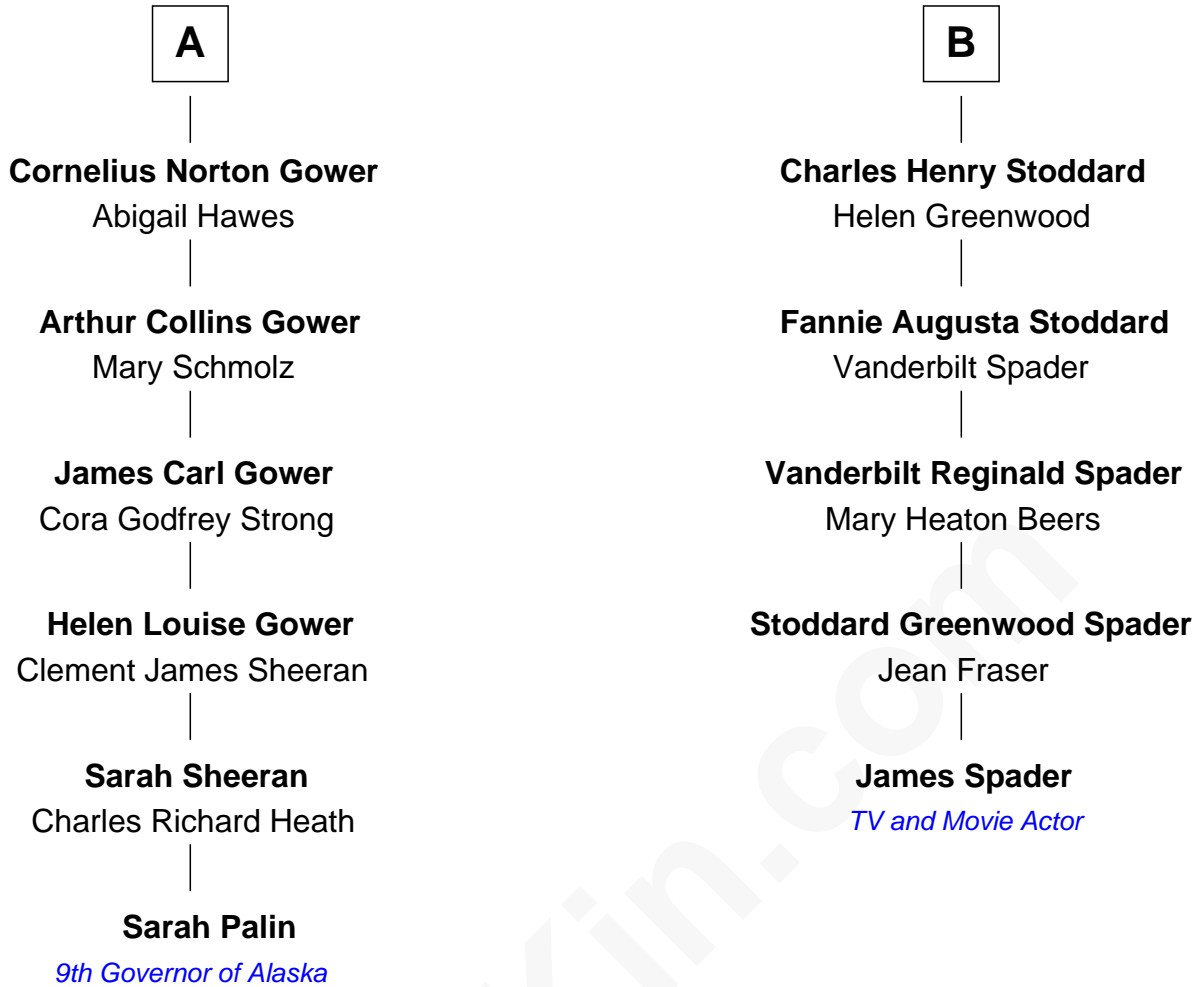 A
Cornelius Norton Gower
Abigail Hawes
Arthur Collins Gower
Mary Schmolz
James Carl Gower
Cora Godfrey Strong
Helen Louise Gower
Clement James Sheeran
Sarah Sheeran
Charles Richard Heath
Sarah Palin
9th Governor of Alaska
B
Charles Henry Stoddard
Helen Greenwood
Fannie Augusta Stoddard
Vanderbilt Spader
Vanderbilt Reginald Spader
Mary Heaton Beers
Stoddard Greenwood Spader
Jean Fraser
James Spader
TV and Movie Actor